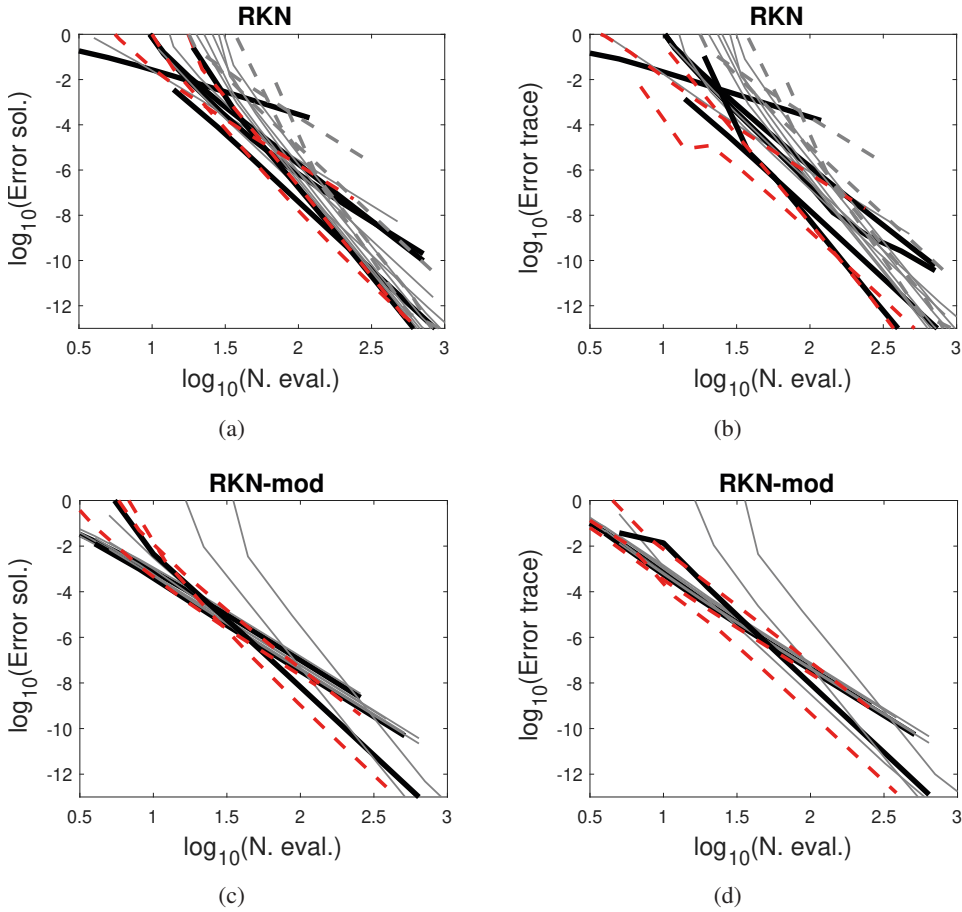 RKN
0
-2
-4
-6
-8
-10
-12
log10(Error sol.)
0.5 1 1.5 2 2.5 3
log10(N. eval.)
(a)
RKN
0
-2
-4
-6
-8
-10
-12
log10(Error trace)
0.5 1 1.5 2 2.5 3
log10(N. eval.)
(b)
RKN-mod
0
-2
-4
-6
-8
-10
-12
log10(Error sol.)
0.5 1 1.5 2 2.5 3
log10(N. eval.)
(c)
RKN-mod
0
-2
-4
-6
-8
-10
-12
log10(Error trace)
0.5 1 1.5 2 2.5 3
log10(N. eval.)
(d)